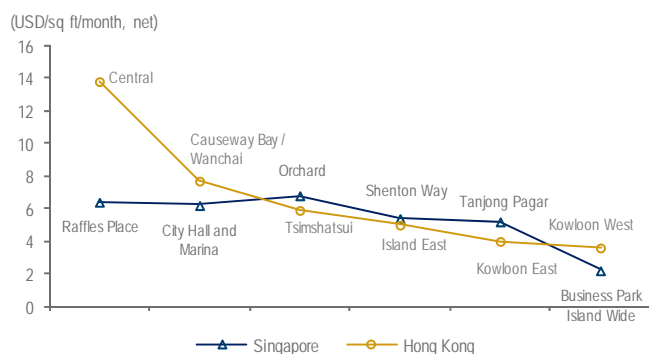 (USD/sq ft/month, net)
16
14
12
10
8
6
4
2
0
Central
Causeway Bay /
Wanchai
Orchard
Shenton Way
Tanjong Pagar
Kowloon West
Raffles Place
City Hall and
Marina
Tsimshatsui
Island East
Kowloon East
Business Park
Island Wide
Singapore
Hong Kong